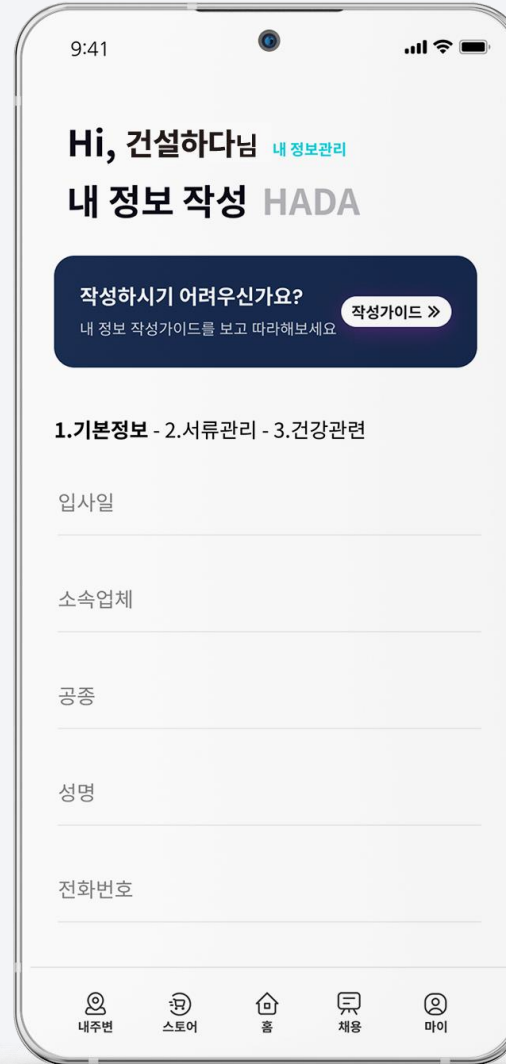 9:41
Hi, 건설하다님 내 정보관리
내 정보 작성 HADA
작성하시기 어려우신가요?
내 정보 작성가이드를 보고 따라해보세요
작성가이드 »
1.기본정보 - 2.서류관리 - 3.건강관련
입사일
소속업체
공종
성명
전화번호
내주변 스토어 홈 채용 마이